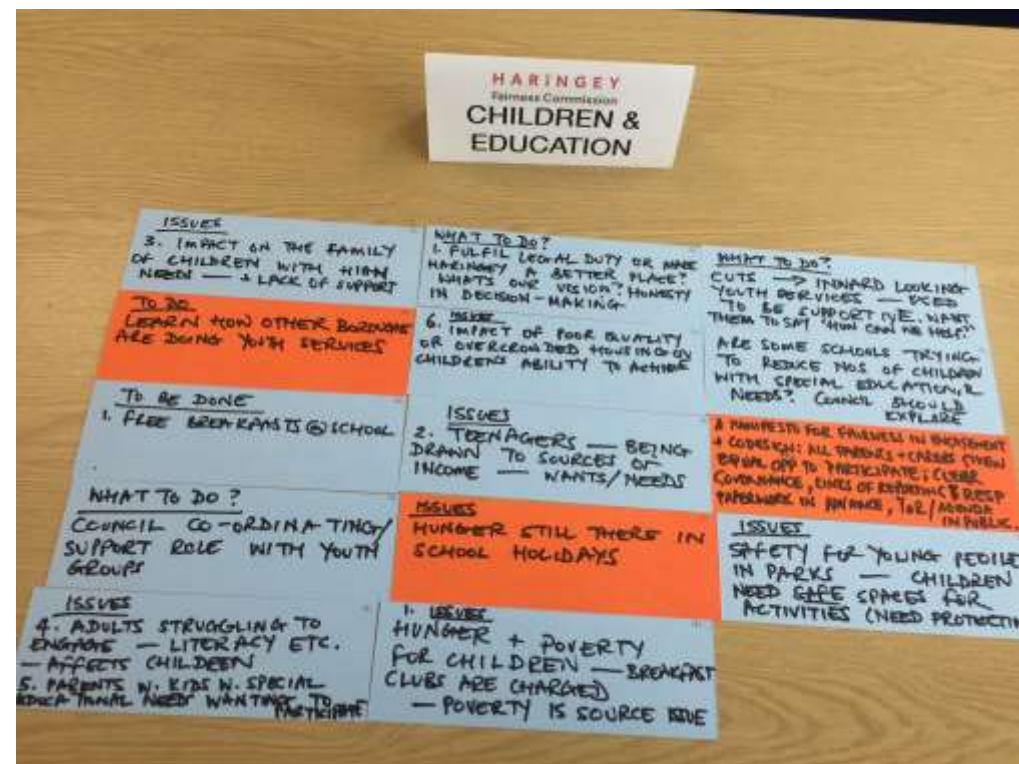 HARINGEY
Fairness Commission
CHILDREN &
EDUCATION
ISSUES
3. IMPACT ON THE FAMILY
OF CHILDREN WITH HIGH
NEEDS — + LACK OF SUPPORT
TO DO
LEARN HOW OTHER BOROUGHS
ARE DOING YOUTH SERVICES
TO BE DONE
1. FREE BREAKFASTS @ SCHOOL
WHAT TO DO?
COUNCIL CO-ORDINATING/
SUPPORT ROLE WITH YOUTH
GROUPS
ISSUES
4. ADULTS STRUGGLING TO
ENGAGE — LITERACY ETC.
— AFFECTS CHILDREN
5. PARENTS W. KIDS W. SPECIAL
EDUCATIONAL NEEDS WANTING TO
PARTICIPATE
WHAT TO DO?
1. FULFIL LEGAL DUTY OR MAKE
HARINGEY A BETTER PLACE?
WHATS OUR VISION? HONESTY
IN DECISION-MAKING
6. ISSUE
IMPACT OF POOR QUALITY
OR OVERCROWDED HOUSING ON
CHILDRENS ABILITY TO ACHIEVE
ISSUES
2. TEENAGERS — BEING
DRAWN TO SOURCES OF
INCOME — WANTS/NEEDS
ISSUES
HUNGER STILL THERE IN
SCHOOL HOLIDAYS
1. ISSUES
HUNGER + POVERTY
FOR CHILDREN — BREAKFAST
CLUBS ARE CHARGED
— POVERTY IS SOURCE ISSUE
WHAT TO DO?
CUTS → INWARD LOOKING
YOUTH SERVICES — USED
TO BE SUPPORTIVE. WANT
THEM TO SAY "HOW CAN WE HELP?"
ARE SOME SCHOOLS TRYING
TO REDUCE NOS. OF CHILDREN
WITH SPECIAL EDUCATION
NEEDS? COUNCIL SHOULD
EXPLORE
A MANIFESTO FOR FAIRNESS IN ENGAGEMENT
+ CODESIGN: ALL PARENTS + CARERS GIVEN
EQUAL OPP TO PARTICIPATE; CLEAR
GOVERNANCE, LINES OF REPORTING & RESP
PAPERWORK IN ADVANCE, TOR/AGENDA
IN PUBLIC.
ISSUES
SAFETY FOR YOUNG PEOPLE
IN PARKS — CHILDREN
NEED SAFE SPACES FOR
ACTIVITIES (NEED